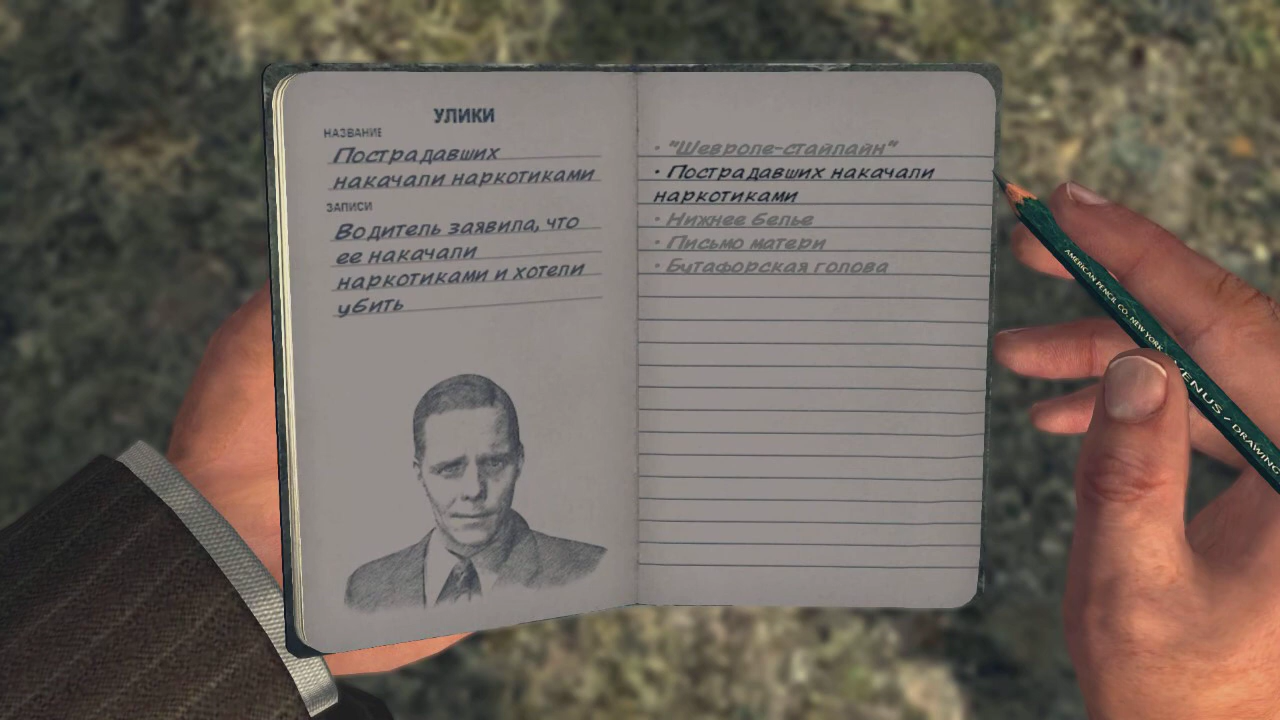 УЛИКИ
НАЗВАНИЕ
Пострадавших
накачали наркотиками
ЗАПИСИ
Водитель заявила, что
ее накачали
наркотиками и хотели
убить
· "Шевроле-стайлайн"
· Пострадавших накачали
наркотиками
· Нижнее белье
· Письмо матери
· Бутафорская голова
AMERICAN PENCIL CO. NEW YORK
VENUS / DRAWING